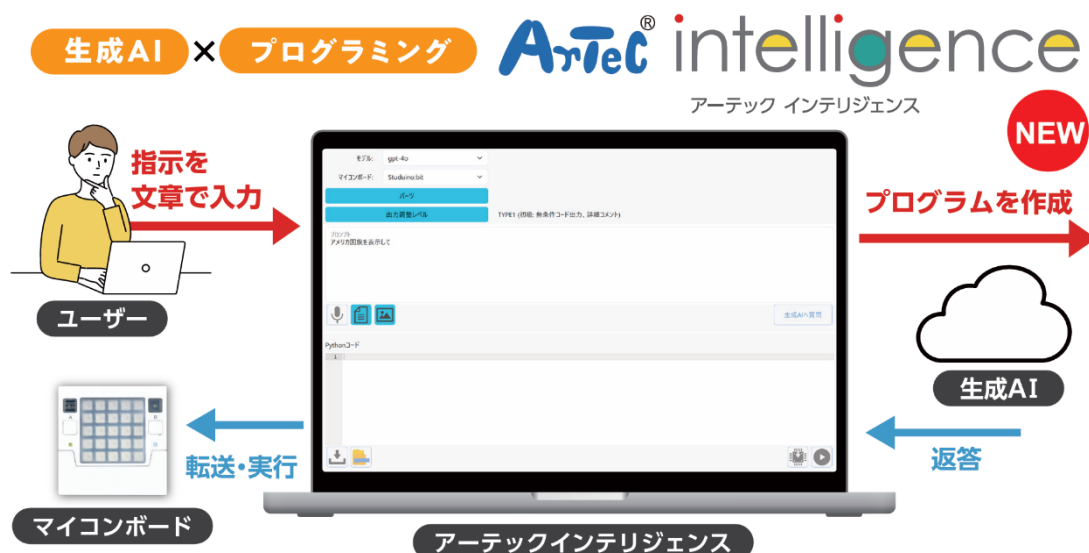 生成AI × プログラミング
ArTeC® intelligence
アーテック インテリジェンス
NEW
指示を
文章で入力
ユーザー
モデル: gpt-4o
マイコンボード: Studuino:bit
パーツ
出力調整レベル TYPE1 (初級: 無条件コード出力、詳細コメント)
プロンプト
アメリカ国旗を表示して
生成AIへ質問
Pythonコード
1
プログラムを作成
生成AI
返答
転送・実行
A B
マイコンボード
アーテックインテリジェンス